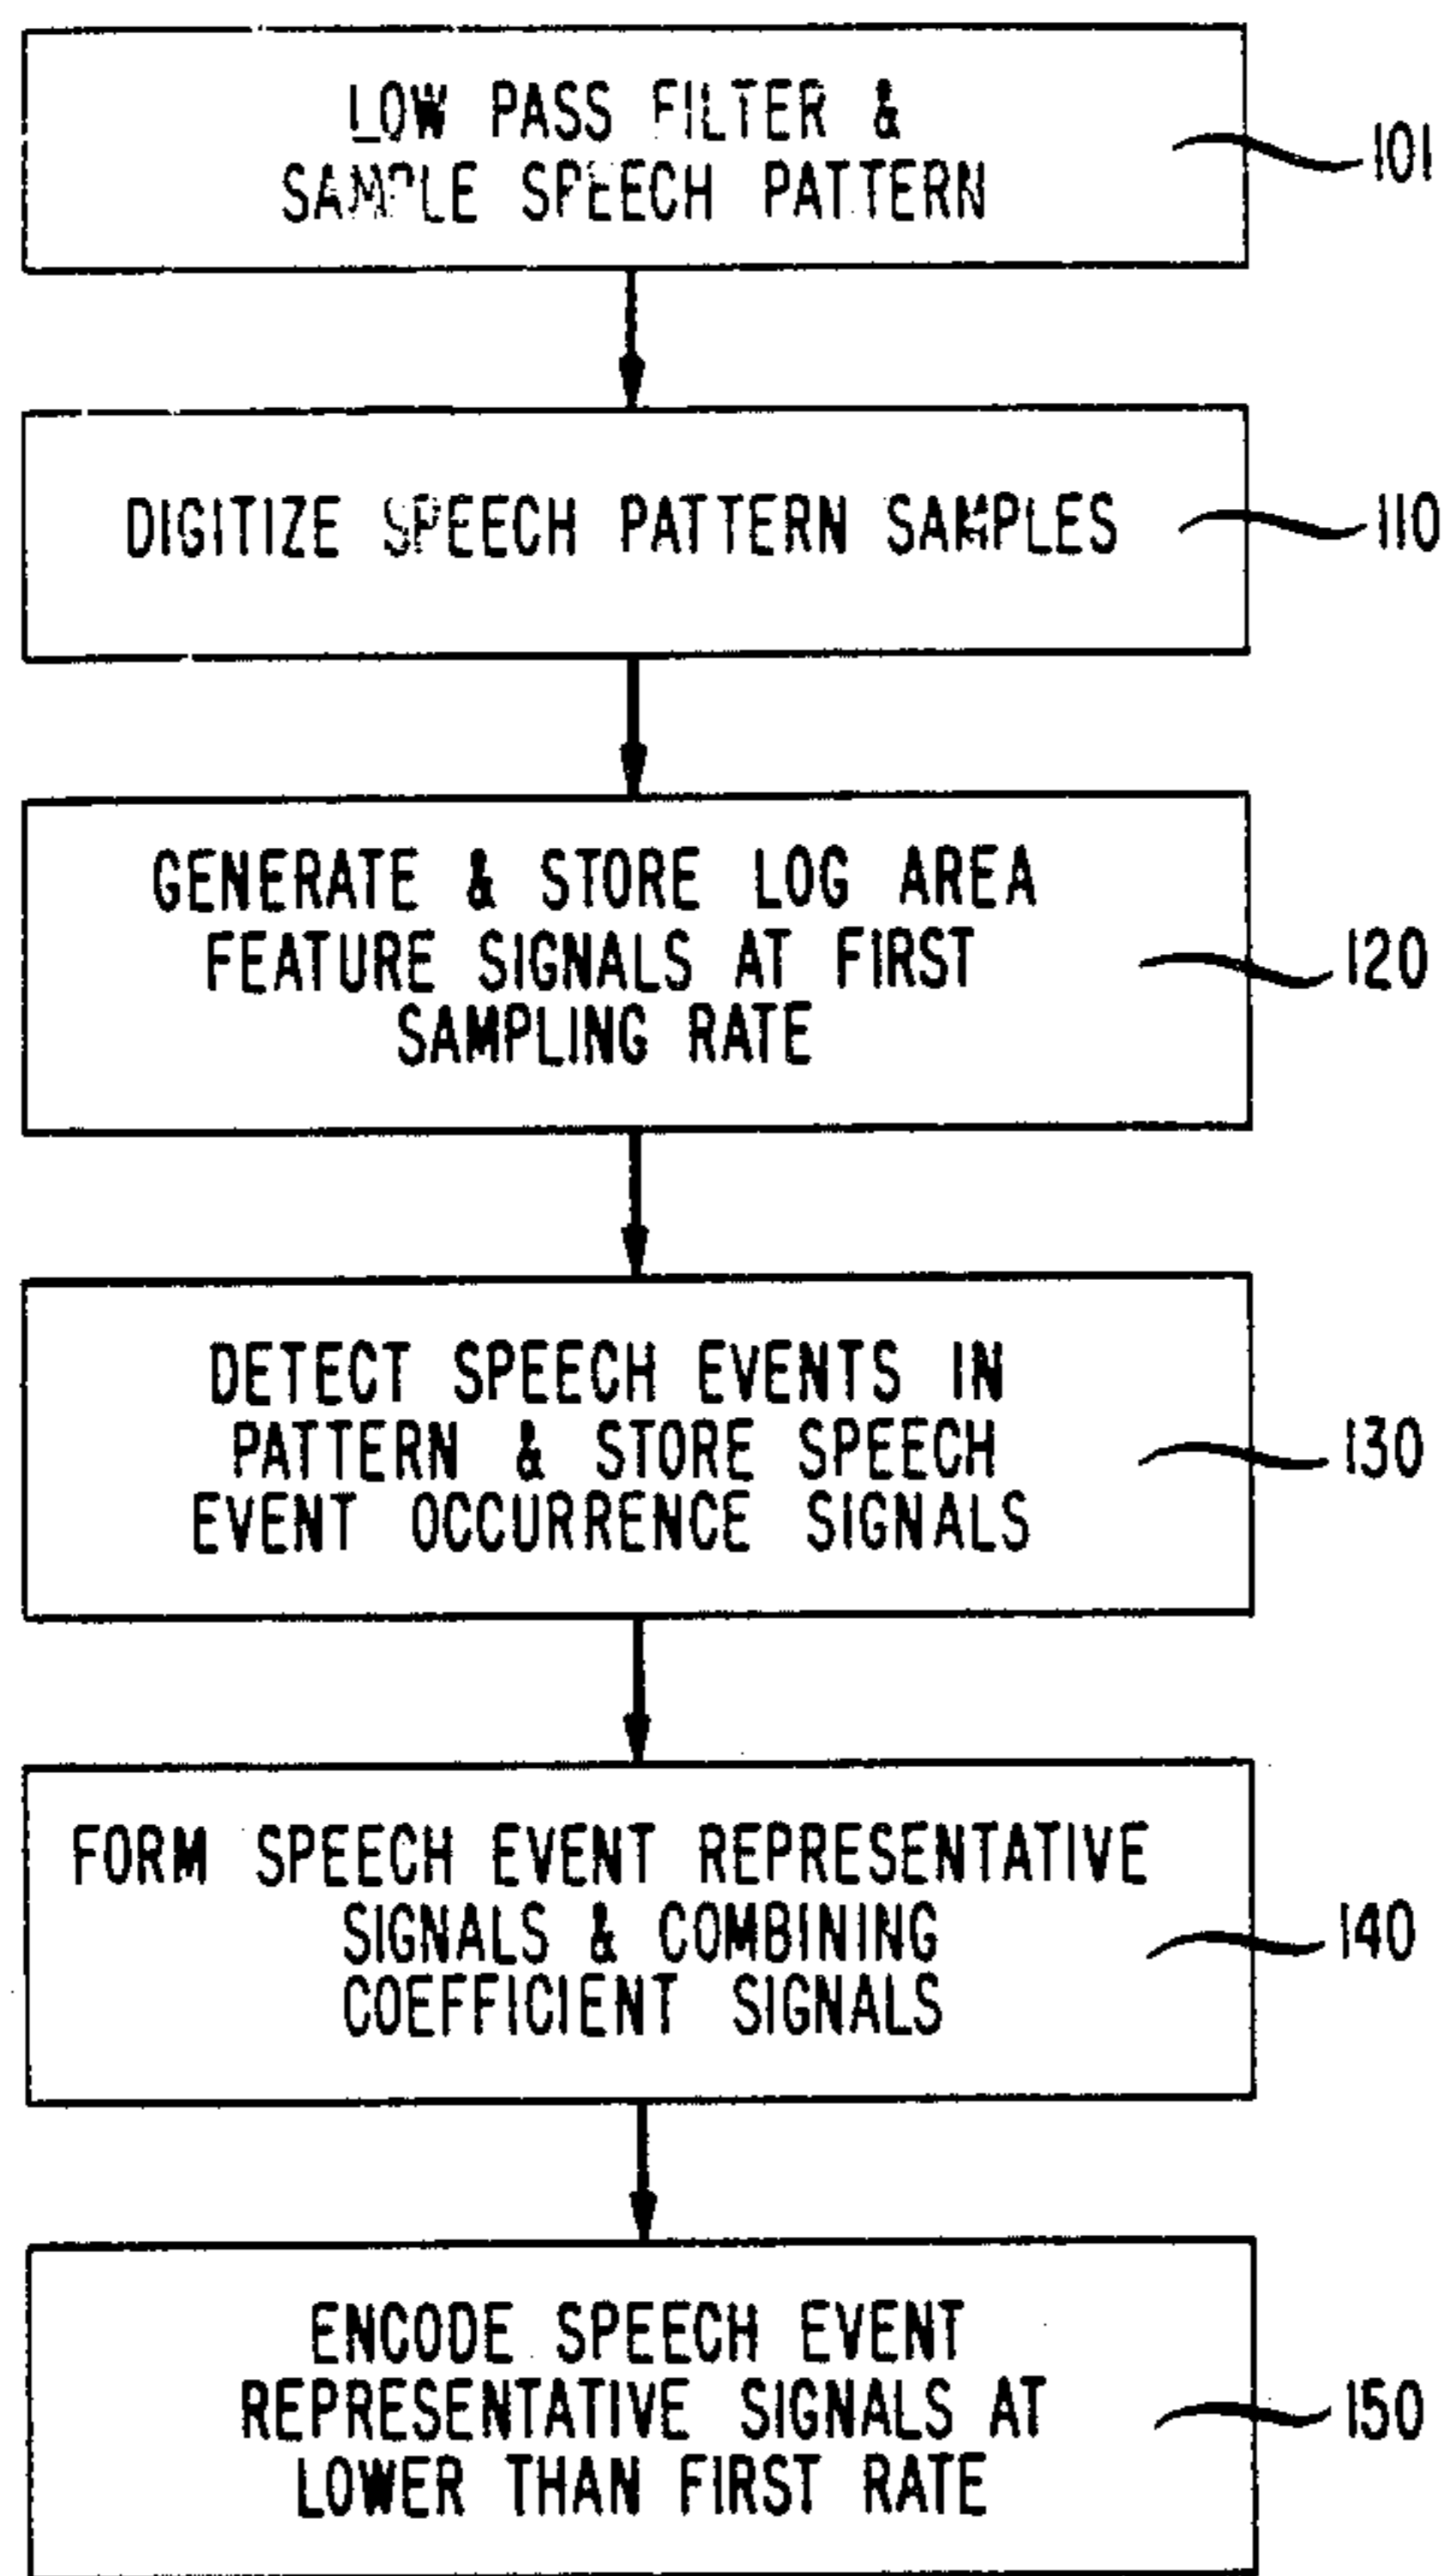 LOW PASS FILTER &
SAMPLE SPEECH PATTERN
101
DIGITIZE SPEECH PATTERN SAMPLES
110
GENERATE & STORE LOG AREA
FEATURE SIGNALS AT FIRST
SAMPLING RATE
120
DETECT SPEECH EVENTS IN
PATTERN & STORE SPEECH
EVENT OCCURRENCE SIGNALS
130
FORM SPEECH EVENT REPRESENTATIVE
SIGNALS & COMBINING
COEFFICIENT SIGNALS
140
ENCODE SPEECH EVENT
REPRESENTATIVE SIGNALS AT
LOWER THAN FIRST RATE
150